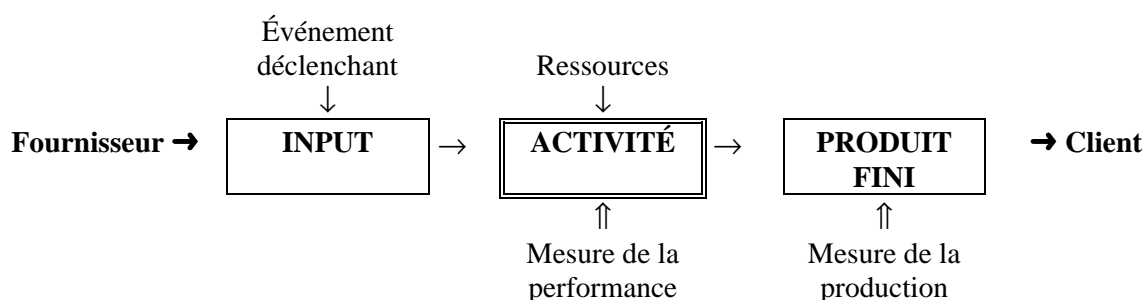 Événement
déclenchant
Ressources
↓ ↓
Fournisseur → INPUT → ACTIVITÉ → PRODUIT → Client
FINI
⇑ ⇑
Mesure de la Mesure de la
performance production